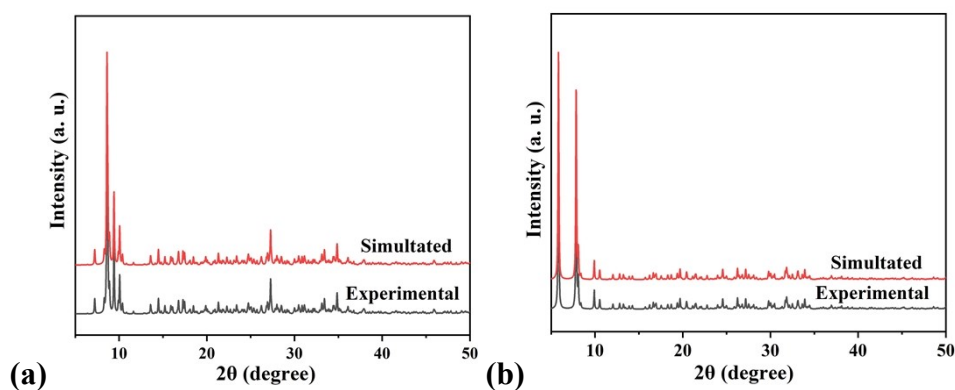 Intensity (a. u.)
Simultated
Experimental
10 20 30 40 50
2θ (degree)
(a)
Intensity (a. u.)
Simultated
Experimental
10 20 30 40 50
2θ (degree)
(b)